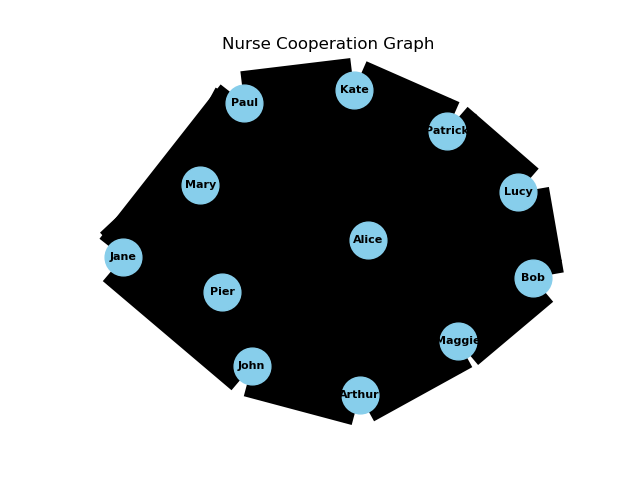 Nurse Cooperation Graph
Kate
Paul
Patrick
Mary
Lucy
Alice
Jane
Bob
Pier
Maggie
John
Arthur